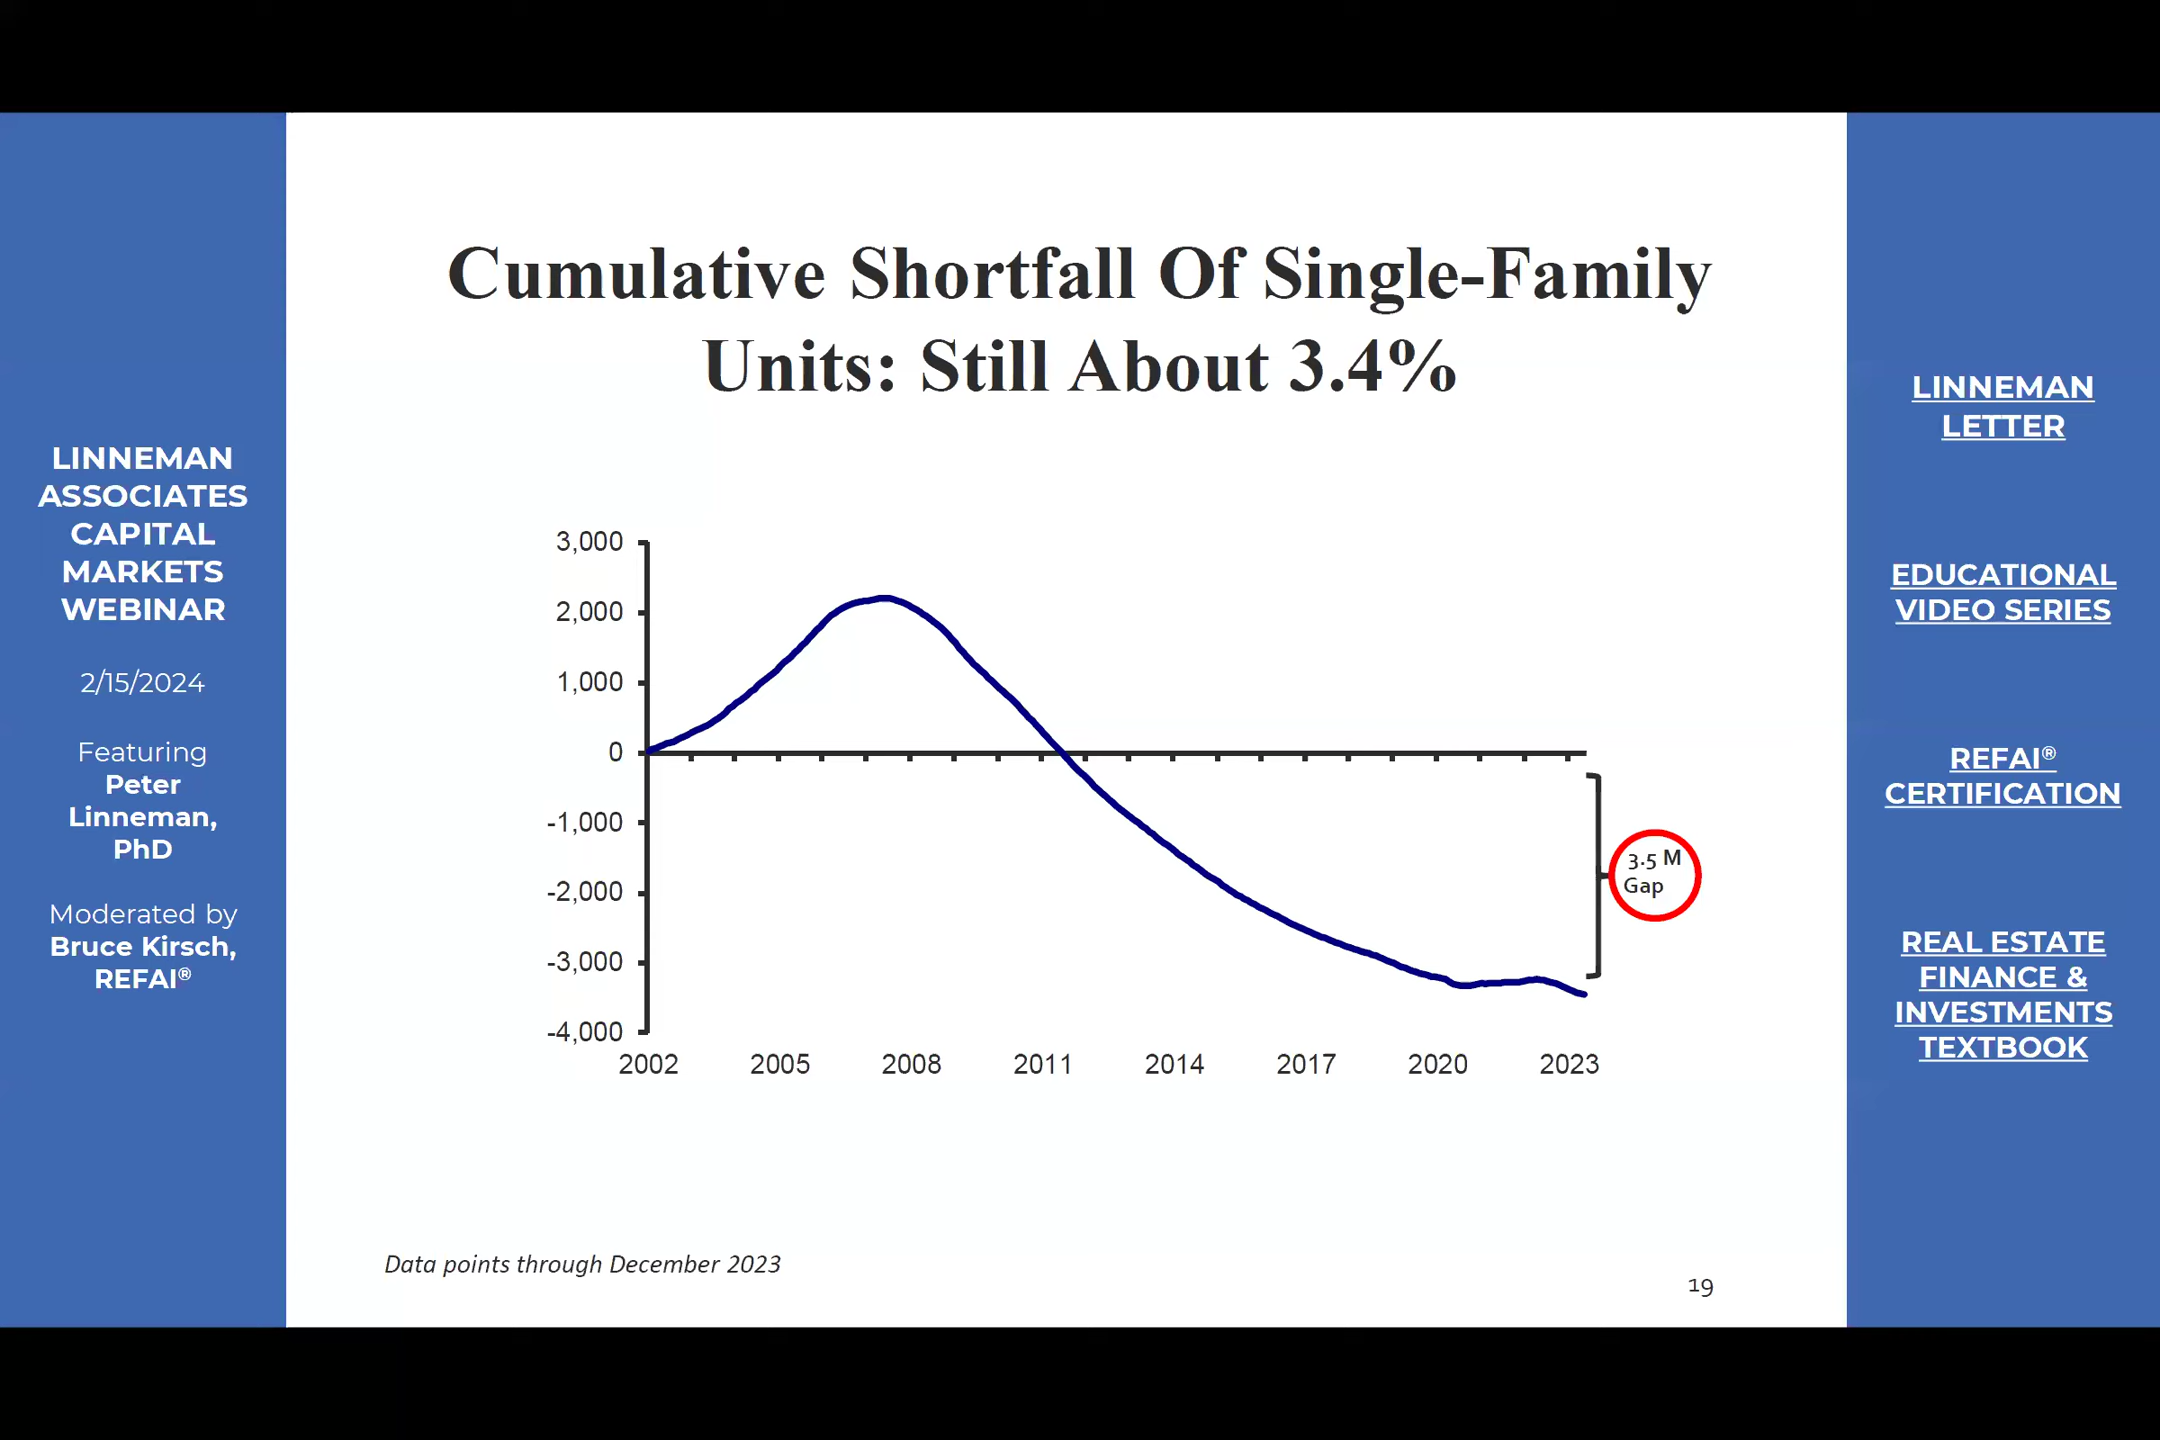 LINNEMAN
ASSOCIATES
CAPITAL
MARKETS
WEBINAR
2/15/2024
Featuring
Peter
Linneman,
PhD
Moderated by
Bruce Kirsch,
REFAI®
Cumulative Shortfall Of Single-Family
Units: Still About 3.4%
3,000
2,000
1,000
0
-1,000
-2,000
-3,000
-4,000
2002 2005 2008 2011 2014 2017 2020 2023
3.5 M
Gap
Data points through December 2023
19
LINNEMAN
LETTER
EDUCATIONAL
VIDEO SERIES
REFAI®
CERTIFICATION
REAL ESTATE
FINANCE &
INVESTMENTS
TEXTBOOK